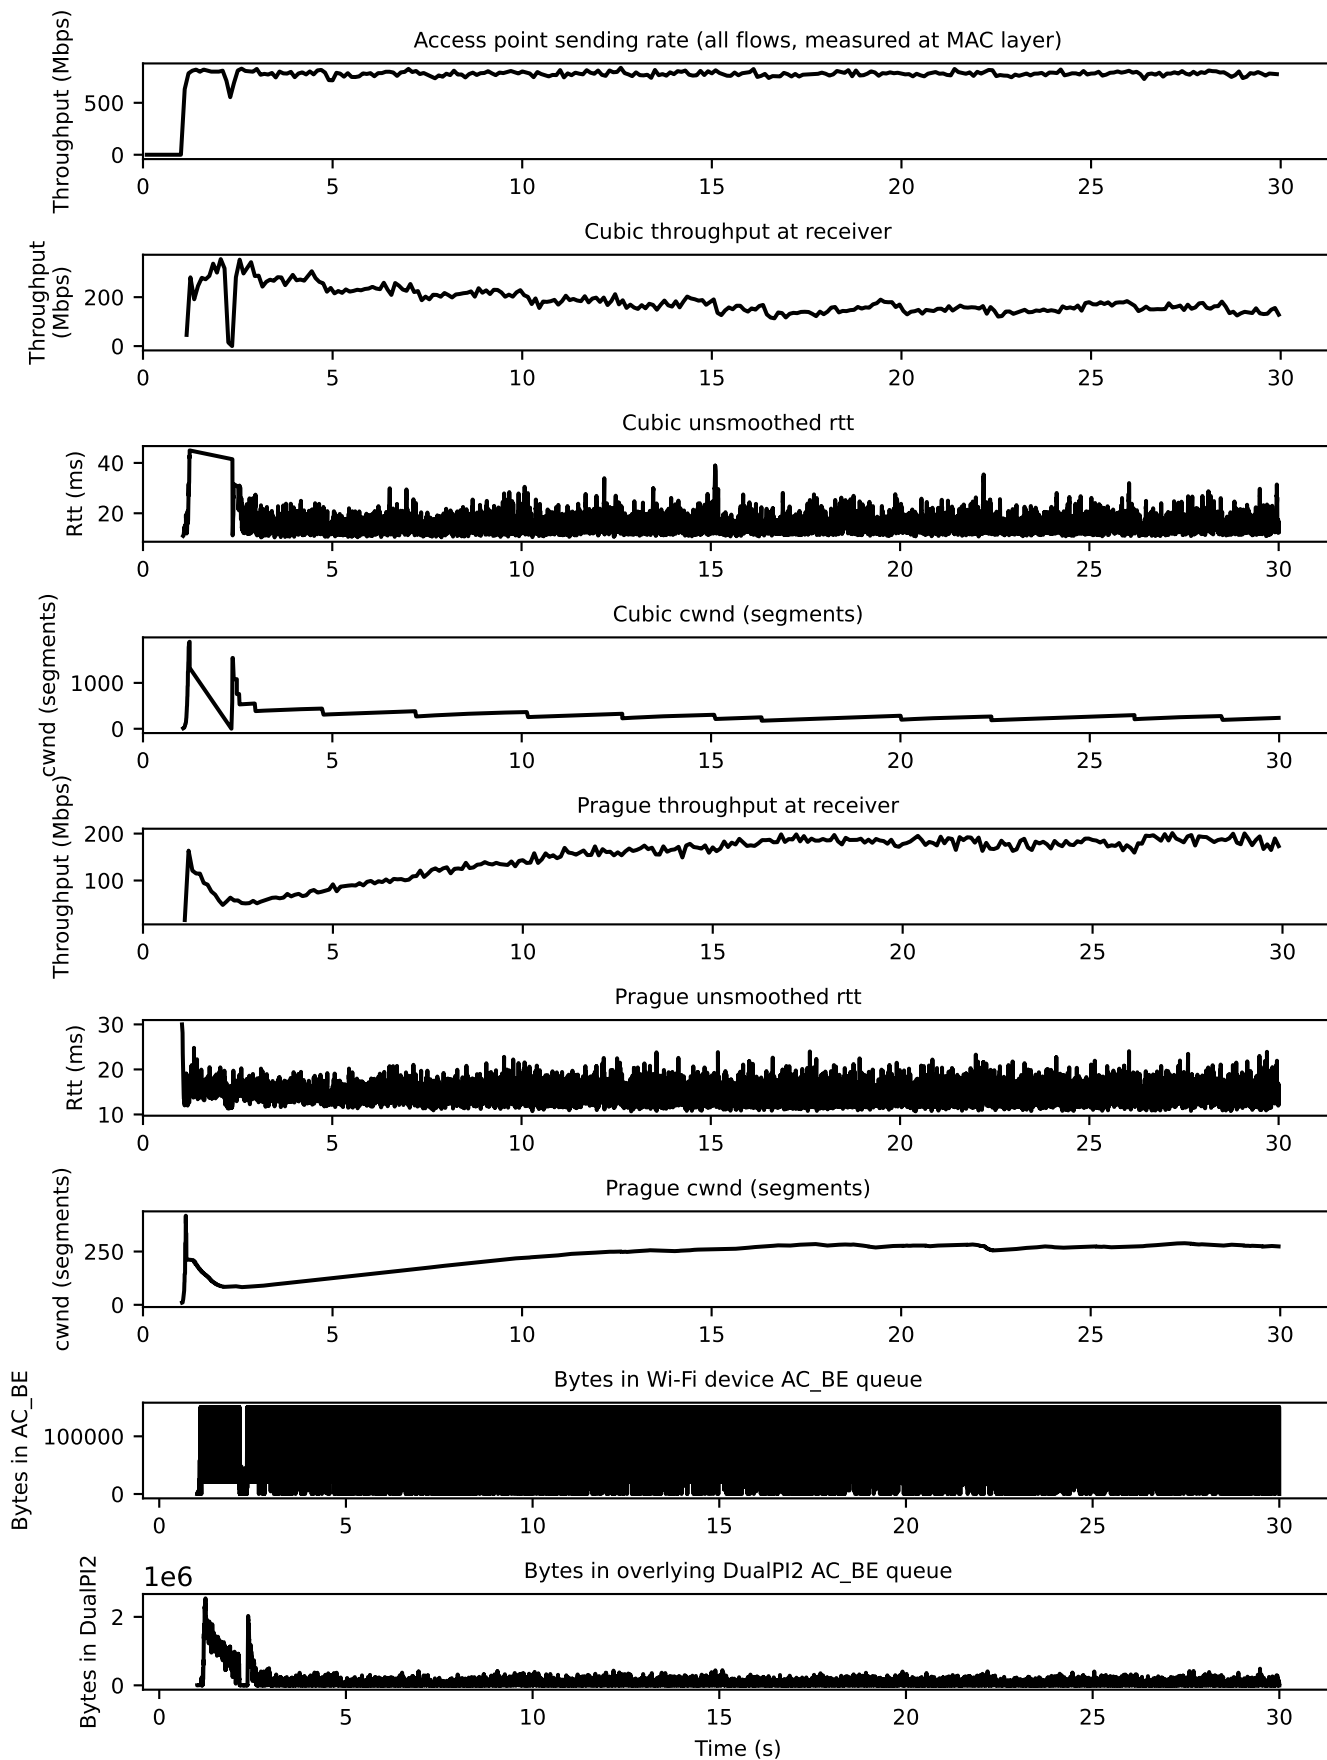 Access point sending rate (all flows, measured at MAC layer)
Throughput (Mbps)
500
0
0 5 10 15 20 25 30
Cubic throughput at receiver
Throughput
(Mbps)
200
0
0 5 10 15 20 25 30
Cubic unsmoothed rtt
Rtt (ms)
40
20
0 5 10 15 20 25 30
Cubic cwnd (segments)
cwnd (segments)
1000
0
0 5 10 15 20 25 30
Prague throughput at receiver
Throughput (Mbps)
200
100
0 5 10 15 20 25 30
Prague unsmoothed rtt
Rtt (ms)
30
20
10
0 5 10 15 20 25 30
Prague cwnd (segments)
cwnd (segments)
250
0
0 5 10 15 20 25 30
Bytes in Wi-Fi device AC_BE queue
Bytes in AC_BE
100000
0
0 5 10 15 20 25 30
Bytes in overlying DualPI2 AC_BE queue
1e6
Bytes in DualPI2
2
0
0 5 10 15 20 25 30
Time (s)